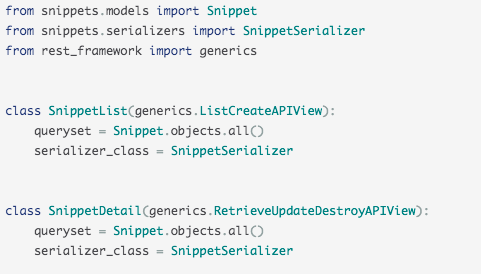 from snippets.models import Snippet
from snippets.serializers import SnippetSerializer
from rest_framework import generics
class SnippetList(generics.ListCreateAPIView):
    queryset = Snippet.objects.all()
    serializer_class = SnippetSerializer
class SnippetDetail(generics.RetrieveUpdateDestroyAPIView):
    queryset = Snippet.objects.all()
    serializer_class = SnippetSerializer